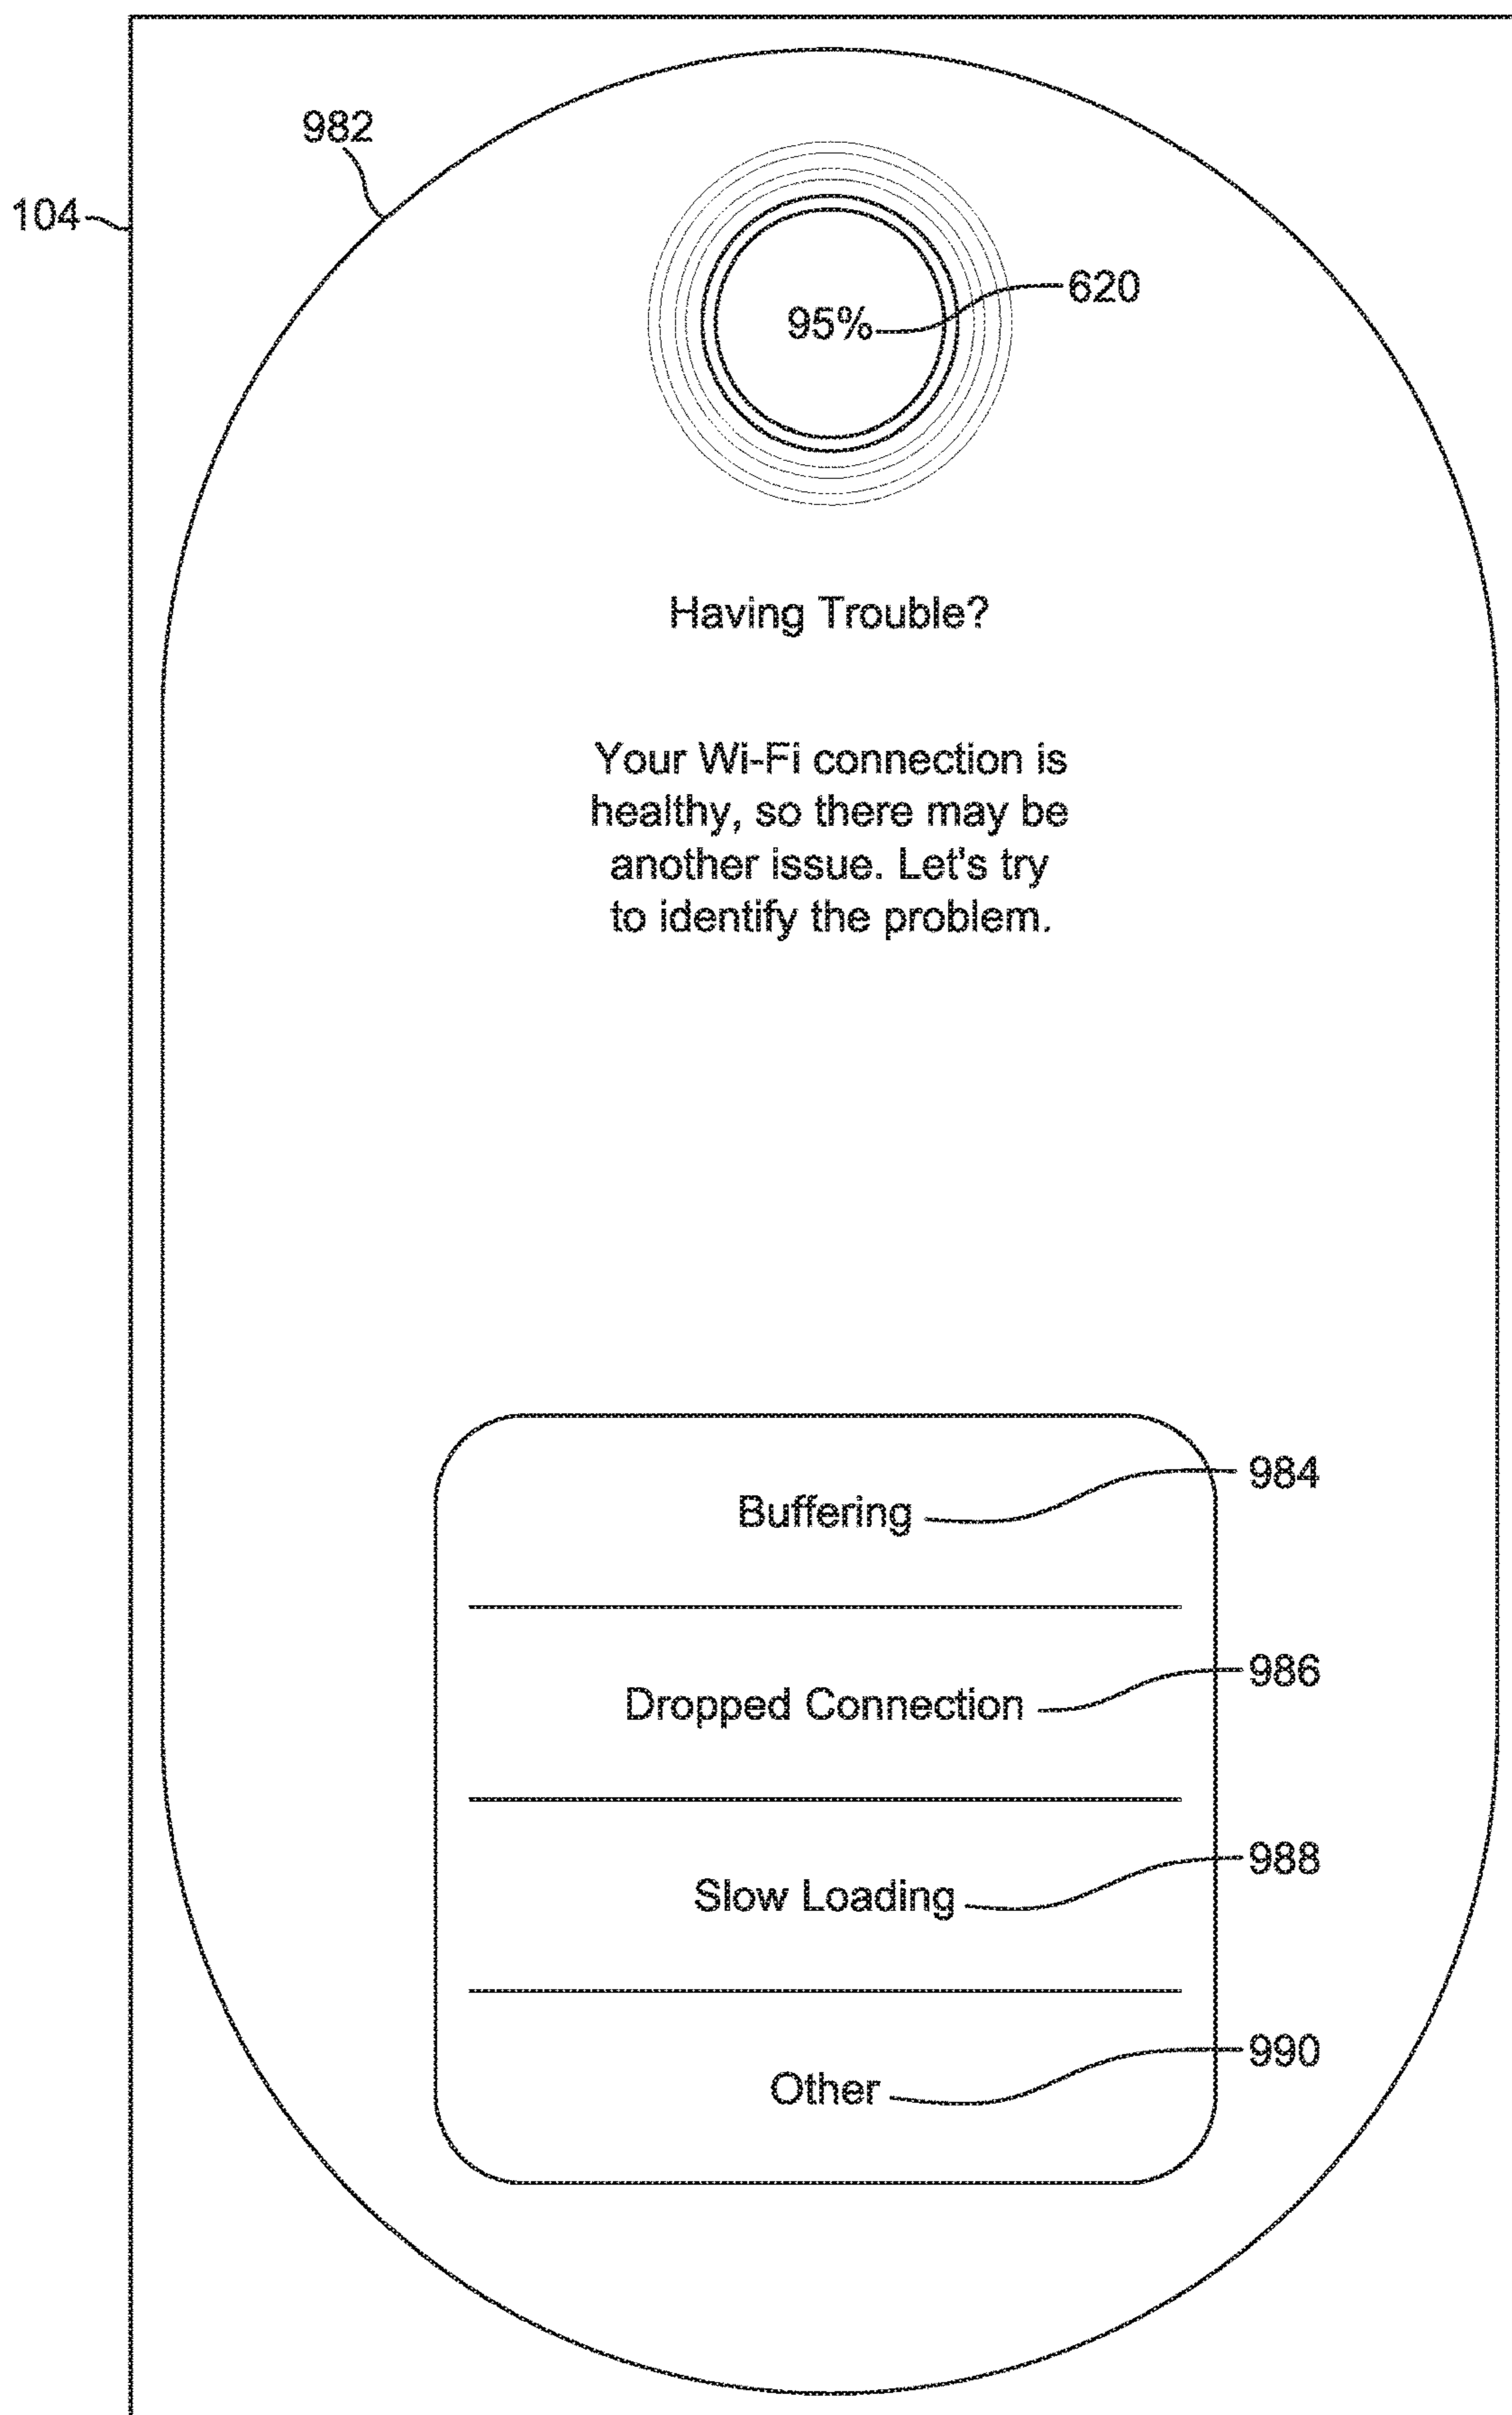 982
104
620
95%
Having Trouble?
Your Wi-Fi connection is
healthy, so there may be
another issue. Let's try
to identify the problem.
984
Buffering
986
Dropped Connection
988
Slow Loading
990
Other